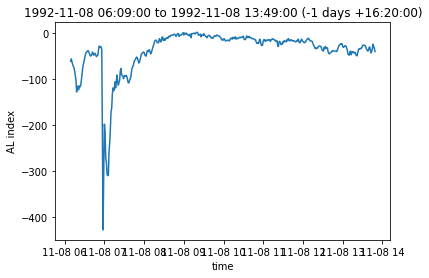 1992-11-08 06:09:00 to 1992-11-08 13:49:00 (-1 days +16:20:00)
0
−100
−200
−300
−400
AL index
11-08 06 11-08 07 11-08 08 11-08 09 11-08 10 11-08 11 11-08 12 11-08 13 11-08 14
time